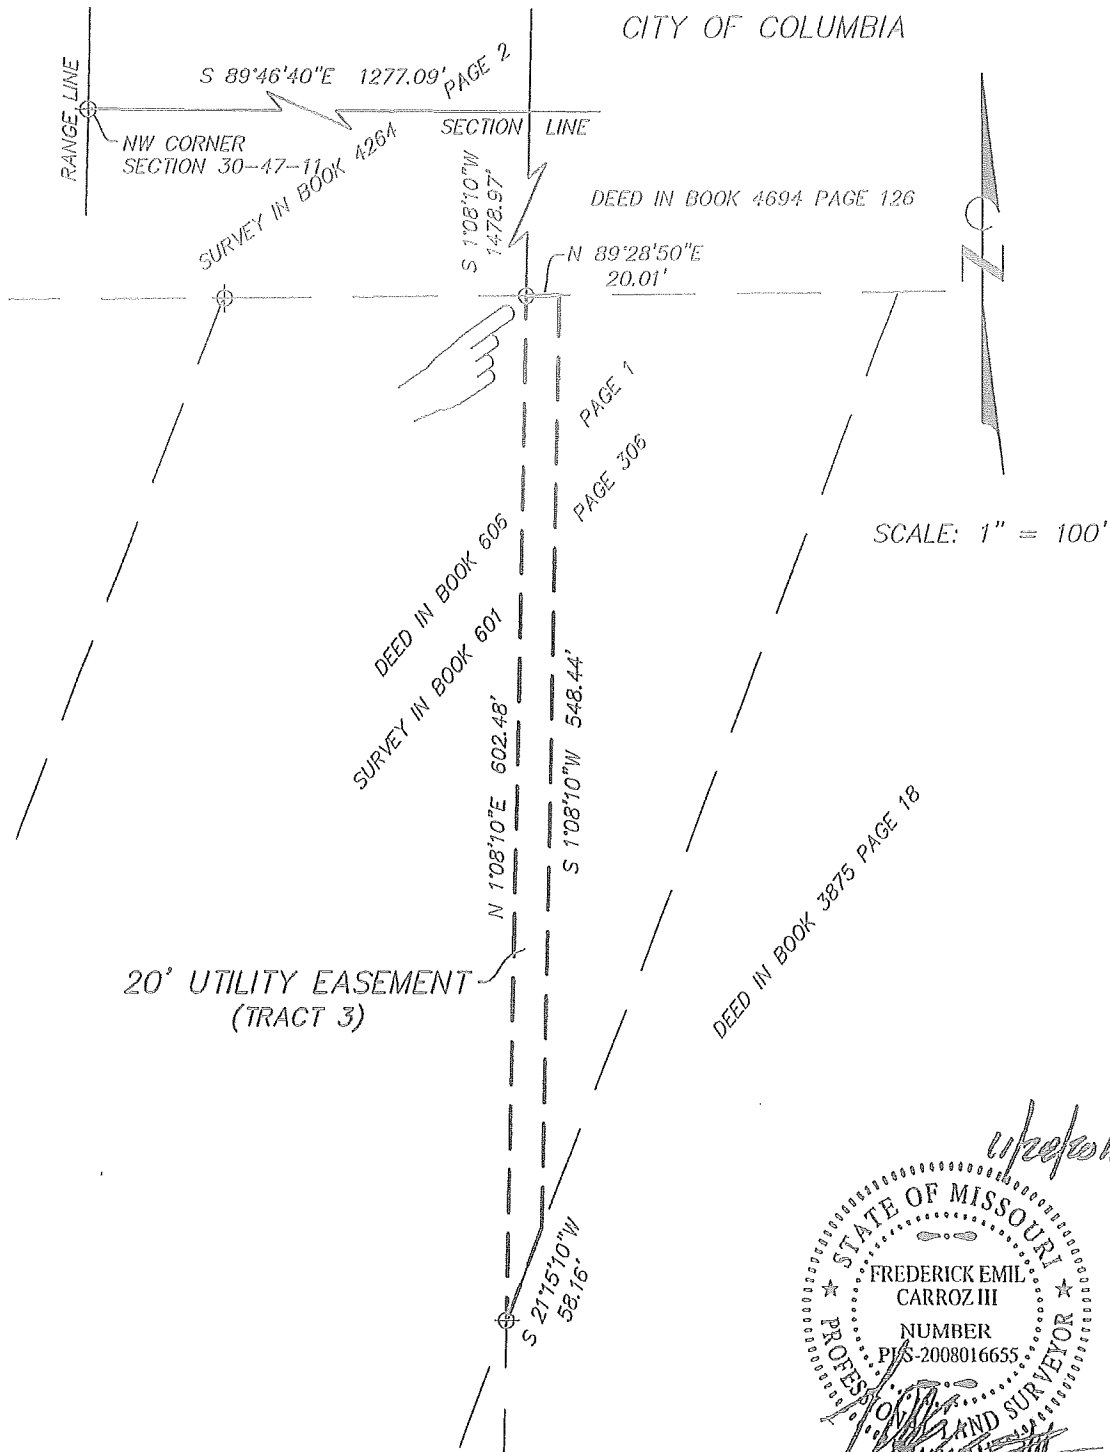 CITY OF COLUMBIA
RANGE LINE
S 89°46'40"E 1277.09'
NW CORNER
SECTION 30-47-11
SECTION LINE
SURVEY IN BOOK 4264 PAGE 2
S 1°08'10"W
1478.97'
DEED IN BOOK 4694 PAGE 126
N 89°28'50"E
20.01'
SCALE: 1" = 100'
DEED IN BOOK 606 PAGE 1
SURVEY IN BOOK 601 PAGE 306
N 1°08'10"E 602.48'
S 1°08'10"W 548.44'
DEED IN BOOK 3875 PAGE 18
20' UTILITY EASEMENT
(TRACT 3)
S 21°15'10"W
58.16'
STATE OF MISSOURI
FREDERICK EMIL
CARROZ III
NUMBER
PLS-2008016655
LAND SURVEYOR